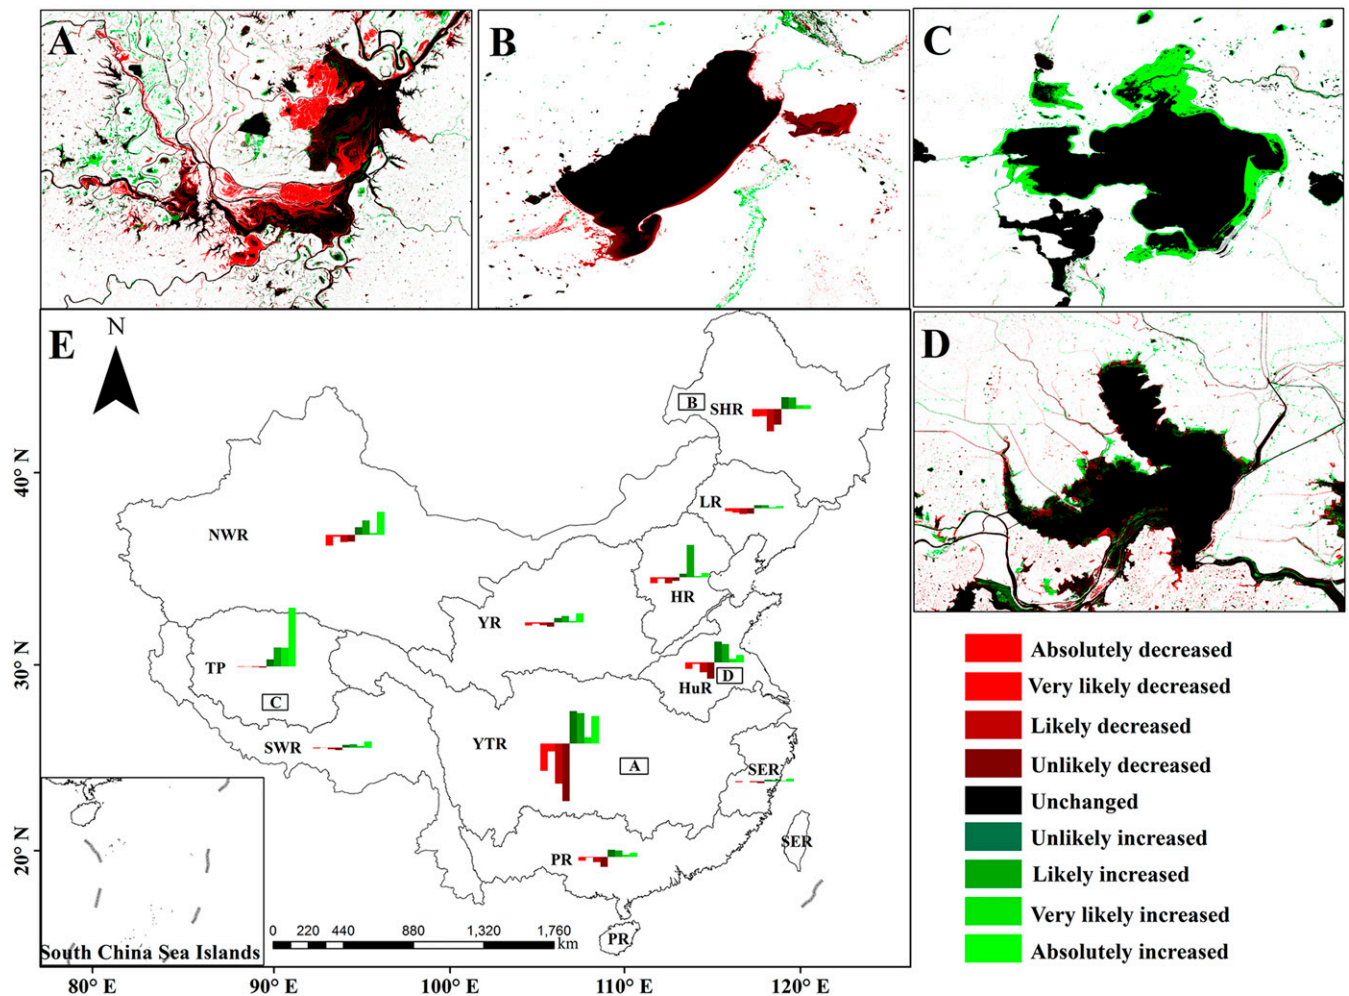 A
B
C
D
E
N
B
SHR
LR
NWR
HR
YR
TP
C
HuR
D
SWR
YTR
A
SER
SER
PR
PR
South China Sea Islands
0 220 440 880 1,320 1,760
km
40° N
30° N
20° N
80° E 90° E 100° E 110° E 120° E
Absolutely decreased
Very likely decreased
Likely decreased
Unlikely decreased
Unchanged
Unlikely increased
Likely increased
Very likely increased
Absolutely increased